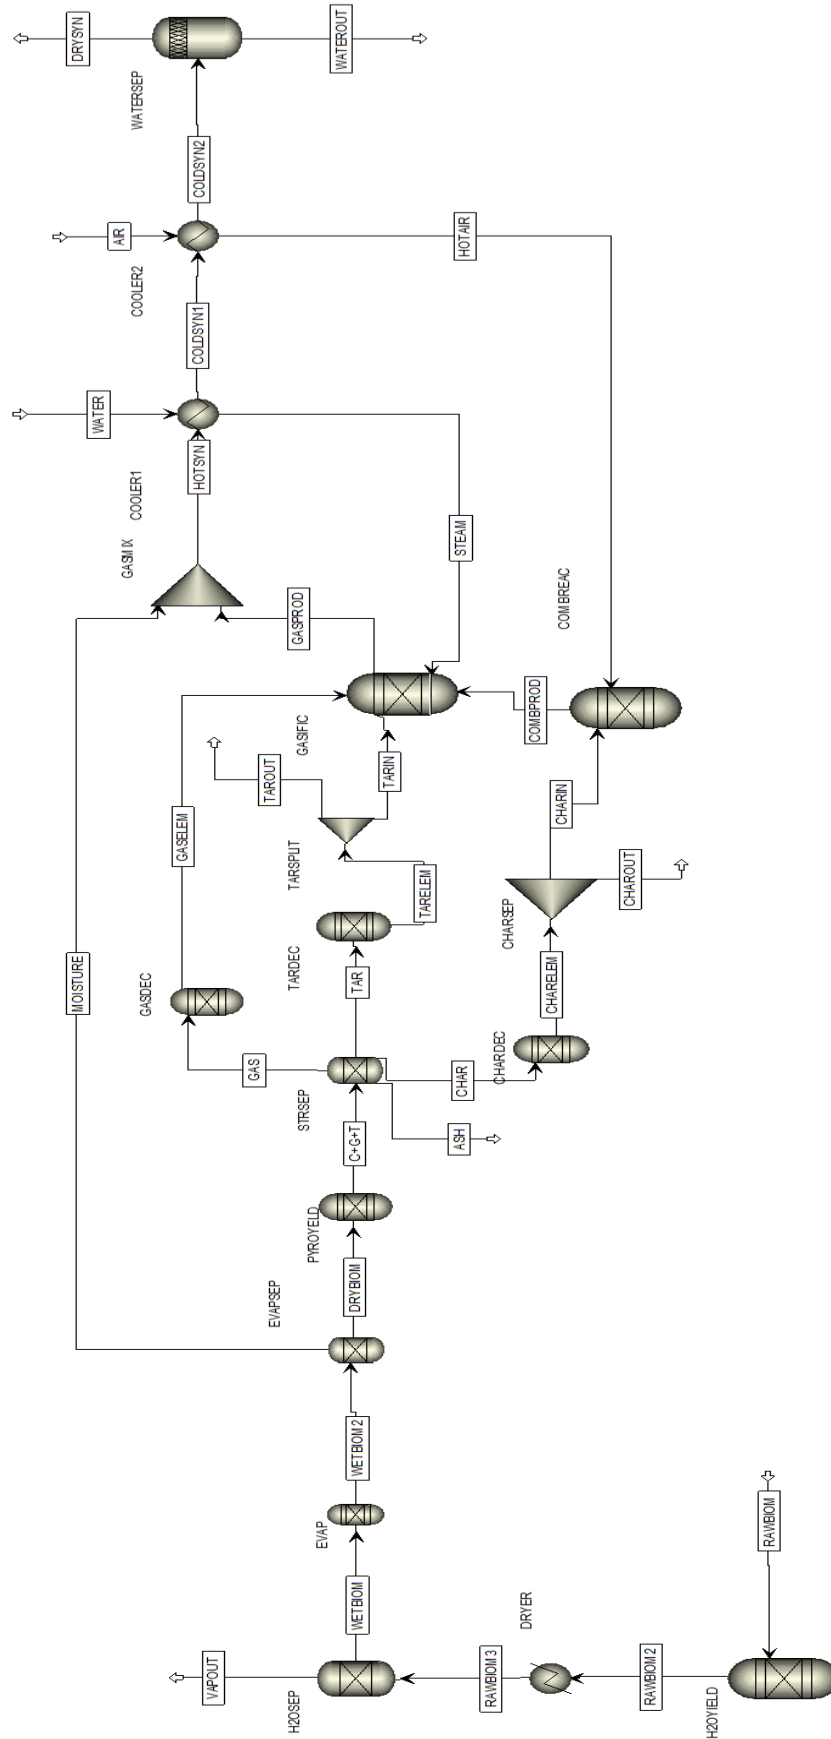 RAWBIOM
H2OYIELD
RAWBIOM2
DRYER
RAWBIOM3
H2OSEP
VAPOUT
WETBIOM
EVAP
WETBIOM2
EVAPSEP
MOISTURE
DRYBIOM
PYROYIELD
C+G+T
STRSEP
ASH
GAS
GASDEC
GASELEM
TAR
TARDEC
TARELEM
TARSPLIT
TAROUT
TARIN
CHAR
CHARDEC
CHARELEM
CHARSEP
CHAROUT
CHARIN
COMBREAC
COMBPROD
GASIFIC
GASPROD
GASMIX
HOTSYN
COOLER1
WATER
STEAM
COLDSYN1
COOLER2
AIR
HOTAIR
COLDSYN2
WATERSEP
DRYSYN
WATEROUT